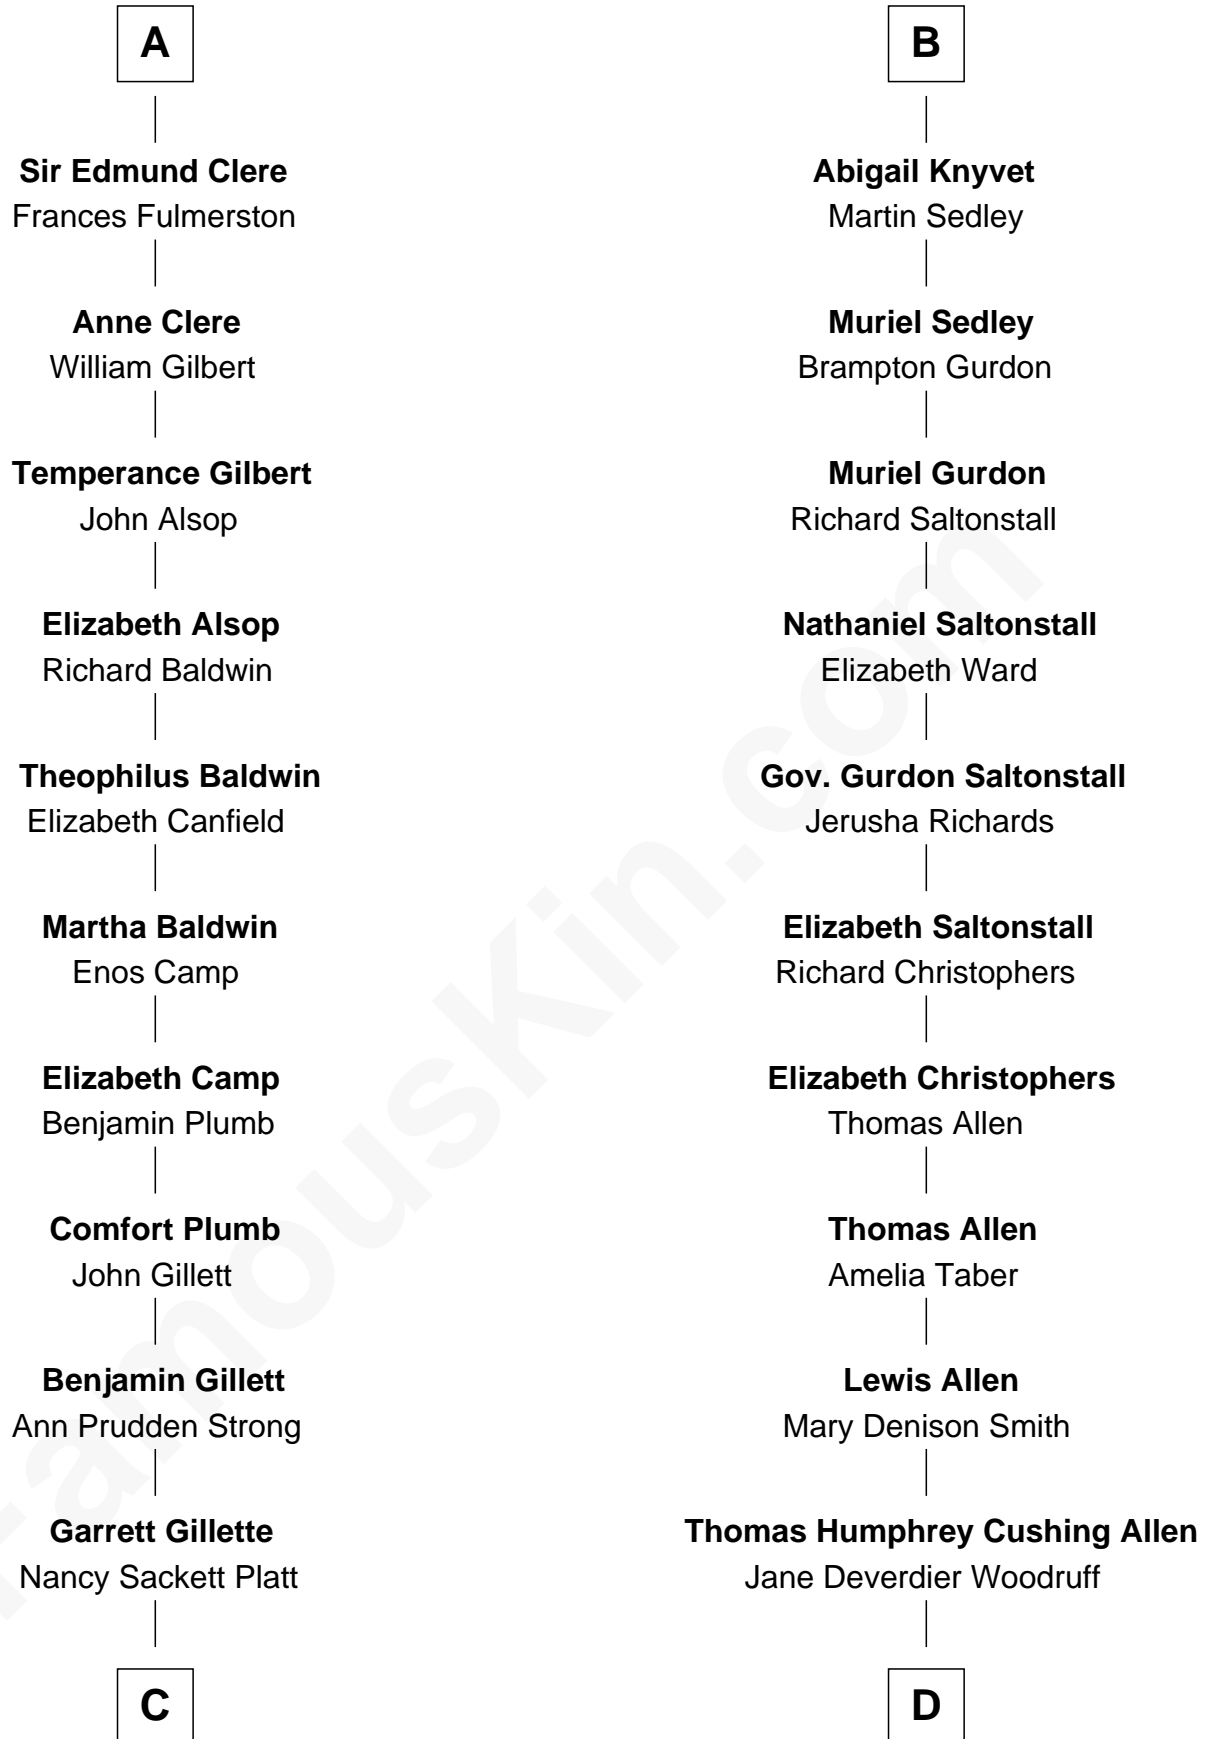 A
Sir Edmund Clere
Frances Fulmerston
Anne Clere
William Gilbert
Temperance Gilbert
John Alsop
Elizabeth Alsop
Richard Baldwin
Theophilus Baldwin
Elizabeth Canfield
Martha Baldwin
Enos Camp
Elizabeth Camp
Benjamin Plumb
Comfort Plumb
John Gillett
Benjamin Gillett
Ann Prudden Strong
Garrett Gillette
Nancy Sackett Platt
C
B
Abigail Knyvet
Martin Sedley
Muriel Sedley
Brampton Gurdon
Muriel Gurdon
Richard Saltonstall
Nathaniel Saltonstall
Elizabeth Ward
Gov. Gurdon Saltonstall
Jerusha Richards
Elizabeth Saltonstall
Richard Christophers
Elizabeth Christophers
Thomas Allen
Thomas Allen
Amelia Taber
Lewis Allen
Mary Denison Smith
Thomas Humphrey Cushing Allen
Jane Deverdier Woodruff
D
FamousKin.com